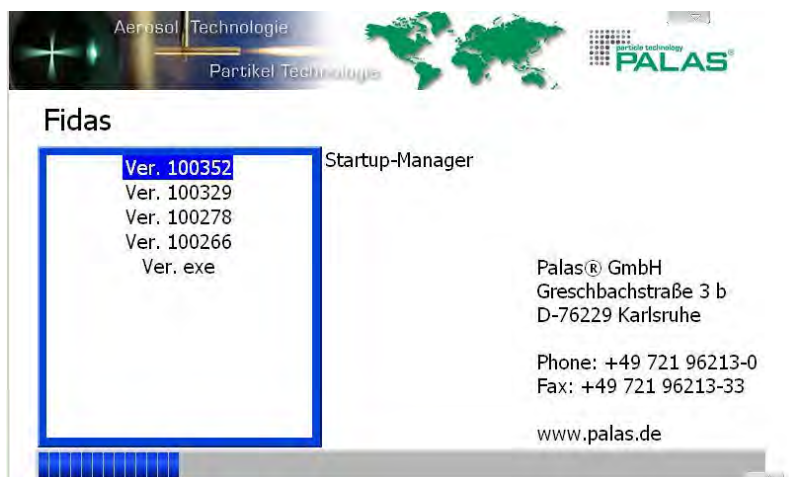 Aerosol Technologie
Partikel Technologie
particle technology
PALAS®
Fidas
Startup-Manager
Ver. 100352
Ver. 100329
Ver. 100278
Ver. 100266
Ver. exe
Palas® GmbH
Greschbachstraße 3 b
D-76229 Karlsruhe
Phone: +49 721 96213-0
Fax: +49 721 96213-33
www.palas.de